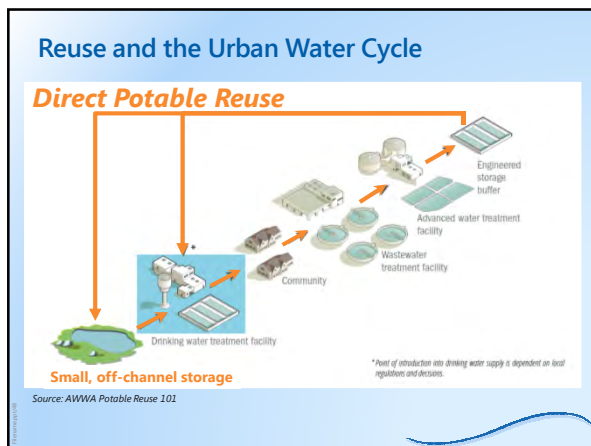 Reuse and the Urban Water Cycle
Direct Potable Reuse
Engineered
storage
buffer
Advanced water treatment
facility
Wastewater
treatment facility
Community
*
Drinking water treatment facility
Small, off-channel storage
* Point of introduction into drinking water supply is dependent on local
regulations and decisions.
Source: AWWA Potable Reuse 101